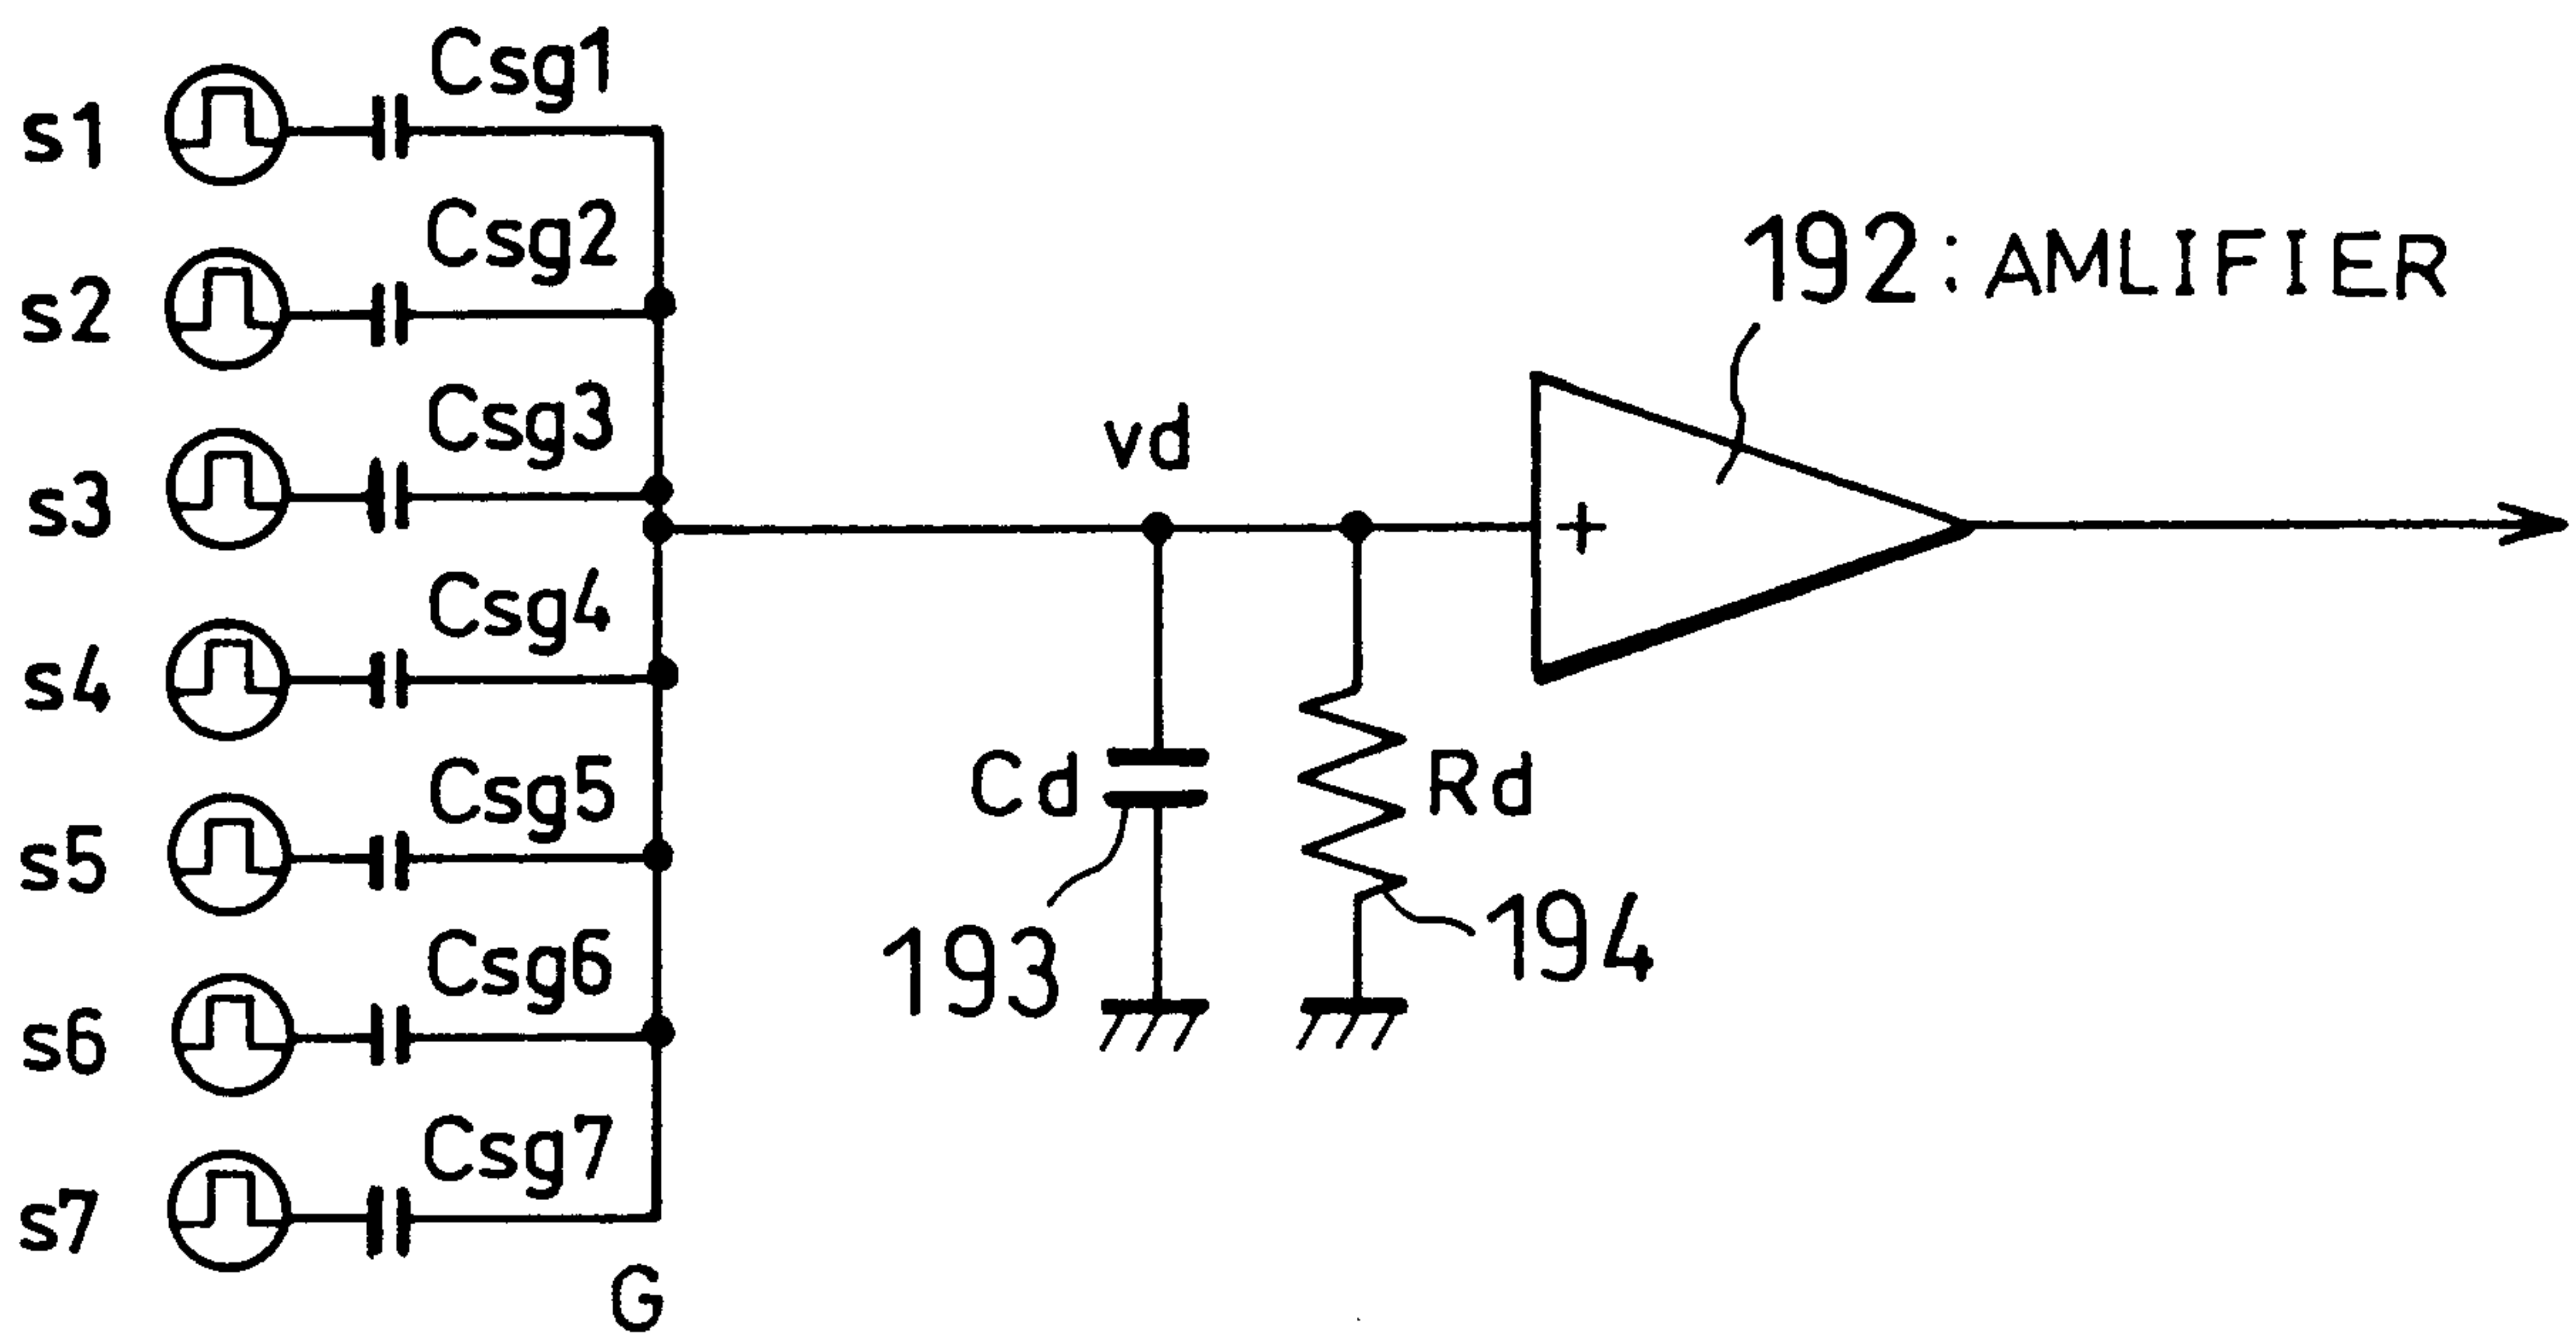 Csg1
s1
Csg2
s2
192: AMLIFIER
Csg3
s3
vd
+
Csg4
s4
Csg5
s5
Cd
Rd
193
194
Csg6
s6
Csg7
s7
G